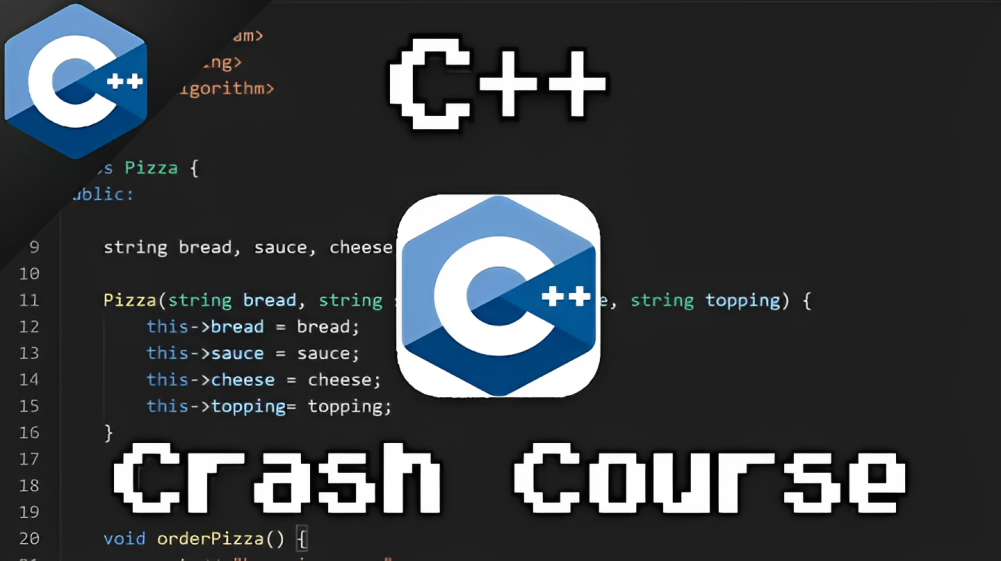 C++
am>
ing>
lgorithm>
C++
s Pizza {
ublic:
9 string bread, sauce, cheese
C++
10
11 Pizza(string bread, string e, string topping) {
12 this->bread = bread;
13 this->sauce = sauce;
14 this->cheese = cheese;
15 this->topping= topping;
16 }
17
18
19
Crash Course
20 void orderPizza() {